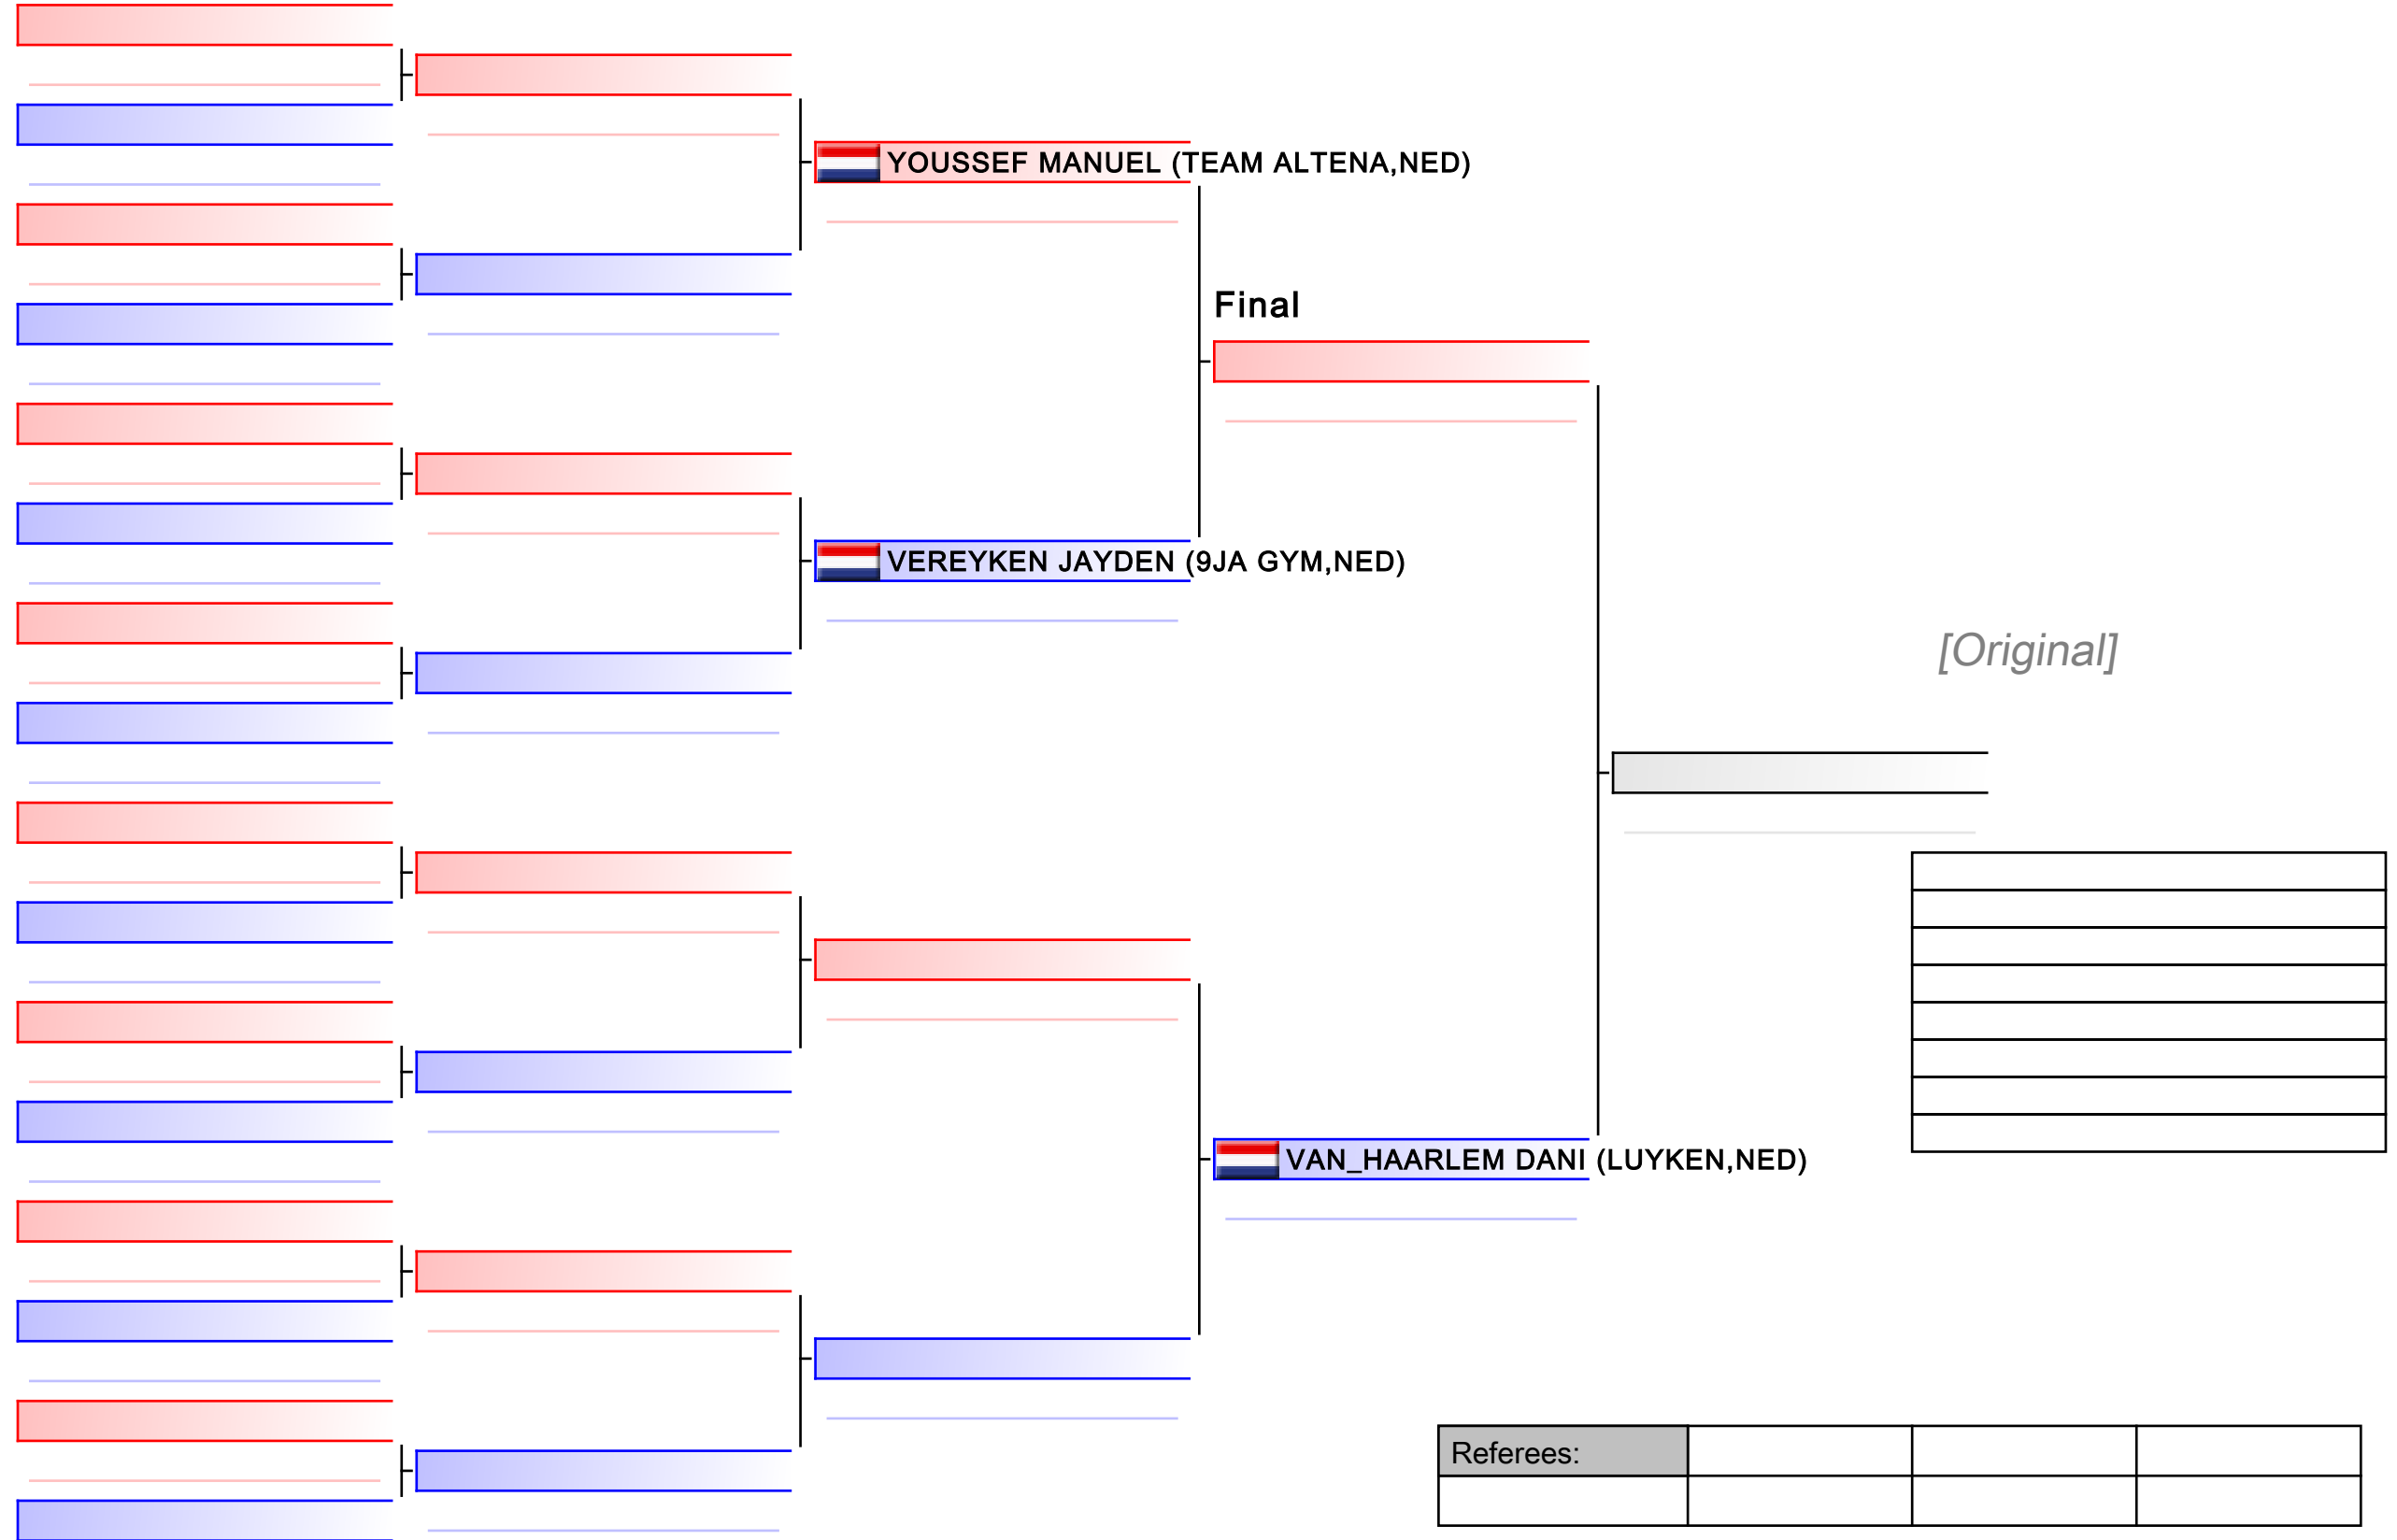 YOUSSEF MANUEL (TEAM ALTENA,NED)
Final
VEREYKEN JAYDEN (9JA GYM,NED)
[Original]
VAN_HAARLEM DANI (LUYKEN,NED)
Referees: